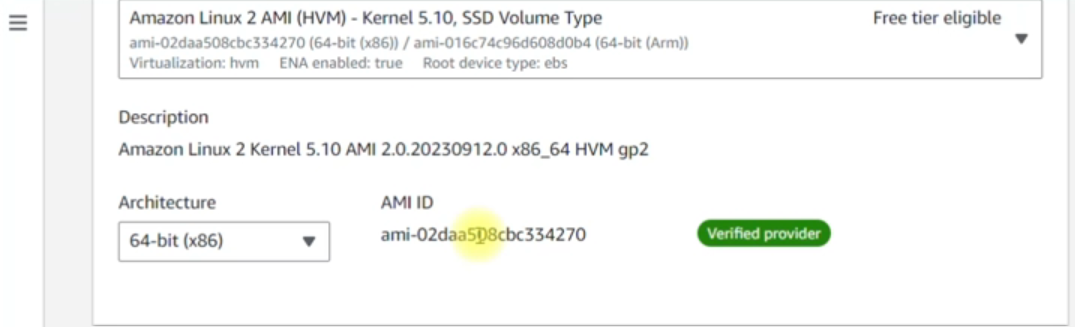 Amazon Linux 2 AMI (HVM) - Kernel 5.10, SSD Volume Type
Free tier eligible
ami-02daa508cbc334270 (64-bit (x86)) / ami-016c74c96d608d0b4 (64-bit (Arm))
Virtualization: hvm ENA enabled: true Root device type: ebs
Description
Amazon Linux 2 Kernel 5.10 AMI 2.0.20230912.0 x86_64 HVM gp2
Architecture
AMI ID
64-bit (x86)
ami-02daa508cbc334270
Verified provider